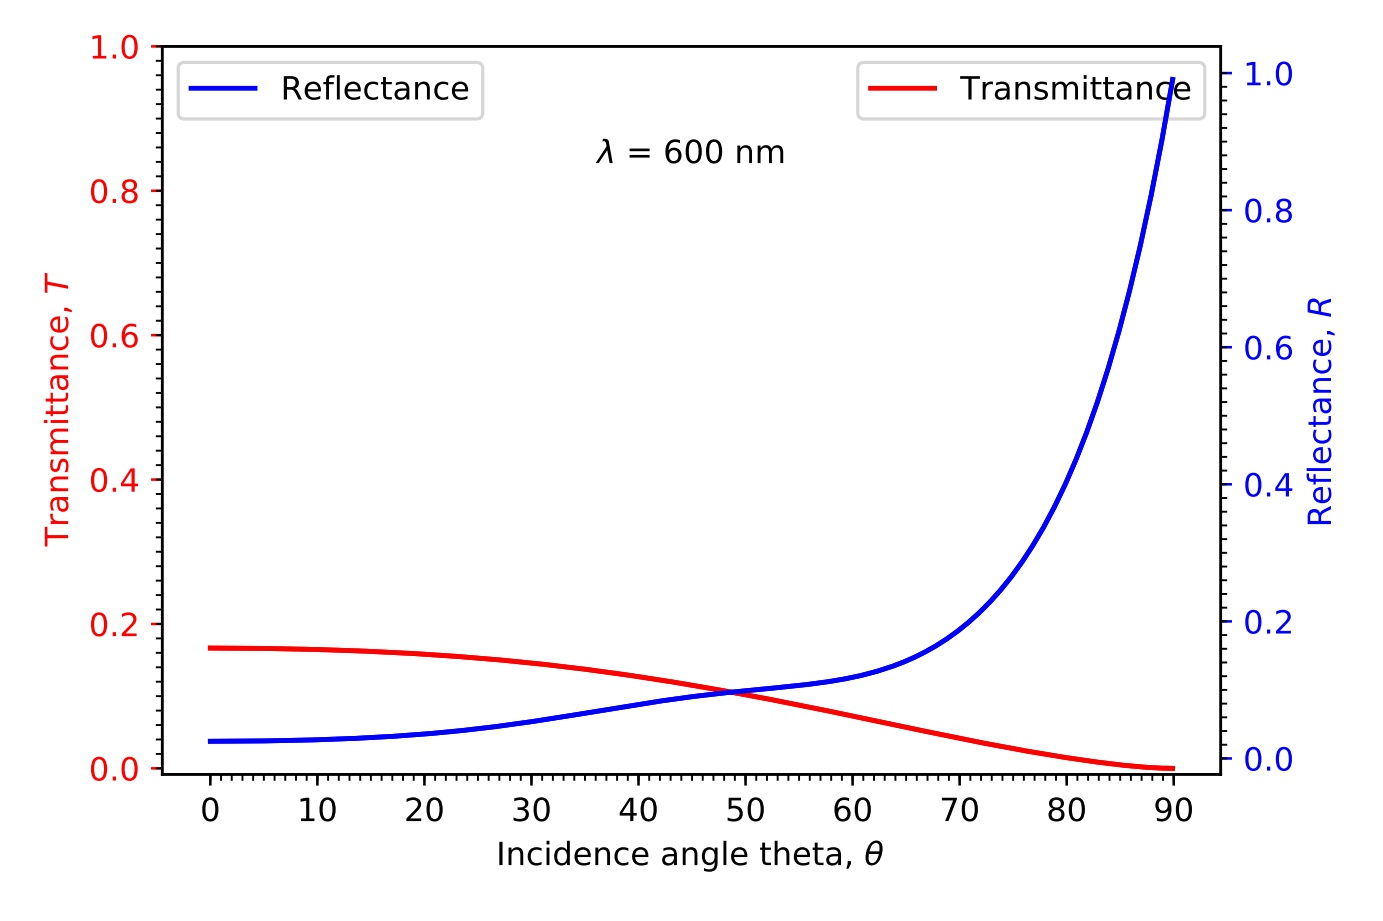 Reflectance
Transmittance
λ = 600 nm
1.0
0.8
0.6
0.4
0.2
0.0
Transmittance, T
1.0
0.8
0.6
0.4
0.2
0.0
Reflectance, R
0 10 20 30 40 50 60 70 80 90
Incidence angle theta, θ